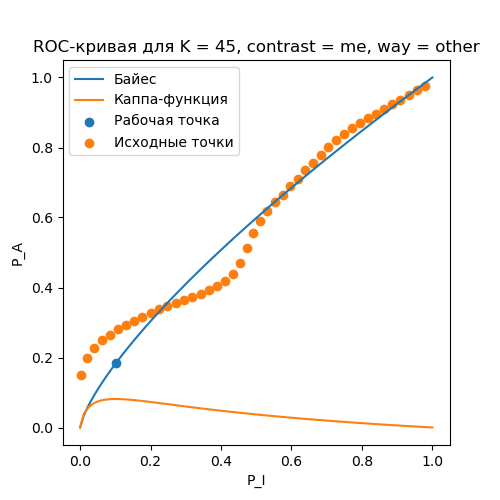 ROC-кривая для K = 45, contrast = me, way = other
Байес
Каппа-функция
Рабочая точка
Исходные точки
P_A
1.0
0.8
0.6
0.4
0.2
0.0
0.0 0.2 0.4 0.6 0.8 1.0
P_I